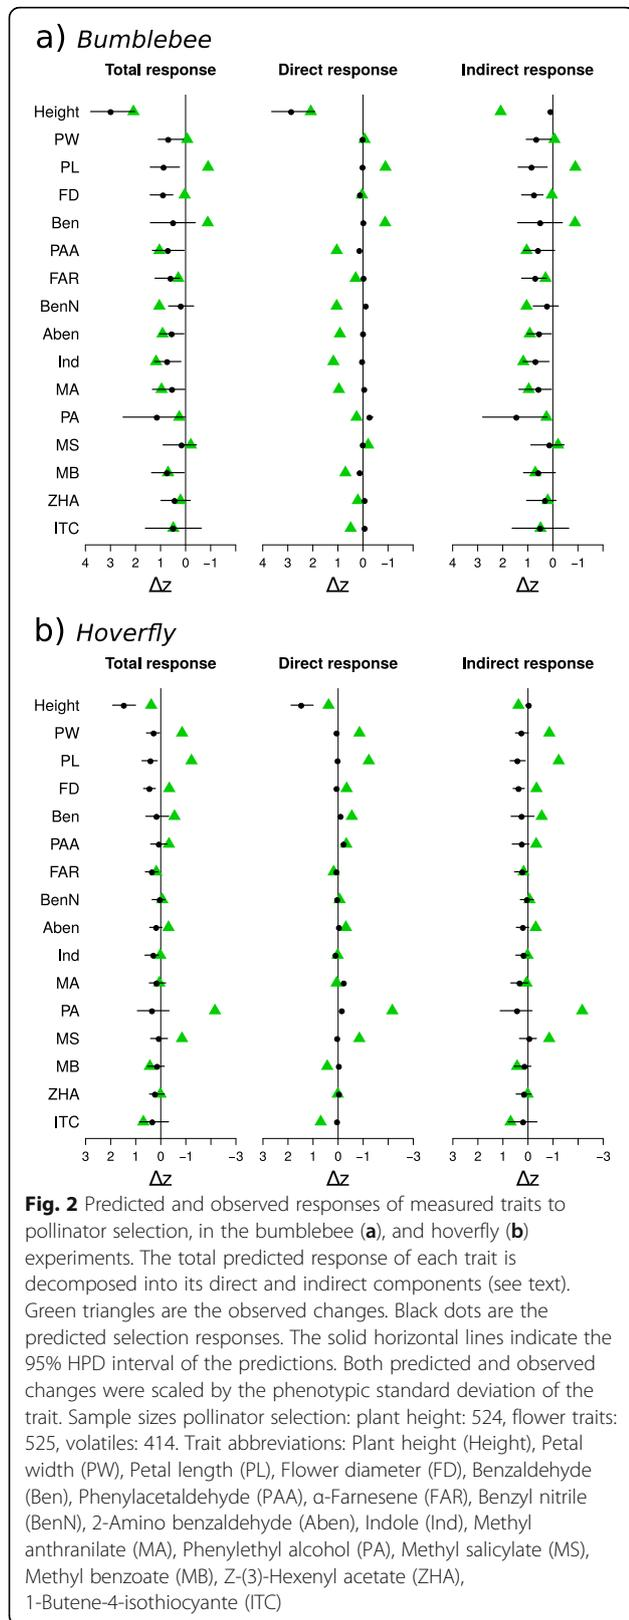 a) Bumblebee
Total response Direct response Indirect response
Height
PW
PL
FD
Ben
PAA
FAR
BenN
Aben
Ind
MA
PA
MS
MB
ZHA
ITC
4 3 2 1 0 −1 4 3 2 1 0 −1 4 3 2 1 0 −1
Δz Δz Δz
b) Hoverfly
Total response Direct response Indirect response
Height
PW
PL
FD
Ben
PAA
FAR
BenN
Aben
Ind
MA
PA
MS
MB
ZHA
ITC
3 2 1 0 −1 −3 3 2 1 0 −1 −3 3 2 1 0 −1 −3
Δz Δz Δz
Fig. 2 Predicted and observed responses of measured traits to
pollinator selection, in the bumblebee (a), and hoverfly (b)
experiments. The total predicted response of each trait is
decomposed into its direct and indirect components (see text).
Green triangles are the observed changes. Black dots are the
predicted selection responses. The solid horizontal lines indicate the
95% HPD interval of the predictions. Both predicted and observed
changes were scaled by the phenotypic standard deviation of the
trait. Sample sizes pollinator selection: plant height: 524, flower traits:
525, volatiles: 414. Trait abbreviations: Plant height (Height), Petal
width (PW), Petal length (PL), Flower diameter (FD), Benzaldehyde
(Ben), Phenylacetaldehyde (PAA), α-Farnesene (FAR), Benzyl nitrile
(BenN), 2-Amino benzaldehyde (Aben), Indole (Ind), Methyl
anthranilate (MA), Phenylethyl alcohol (PA), Methyl salicylate (MS),
Methyl benzoate (MB), Z-(3)-Hexenyl acetate (ZHA),
1-Butene-4-isothiocyante (ITC)